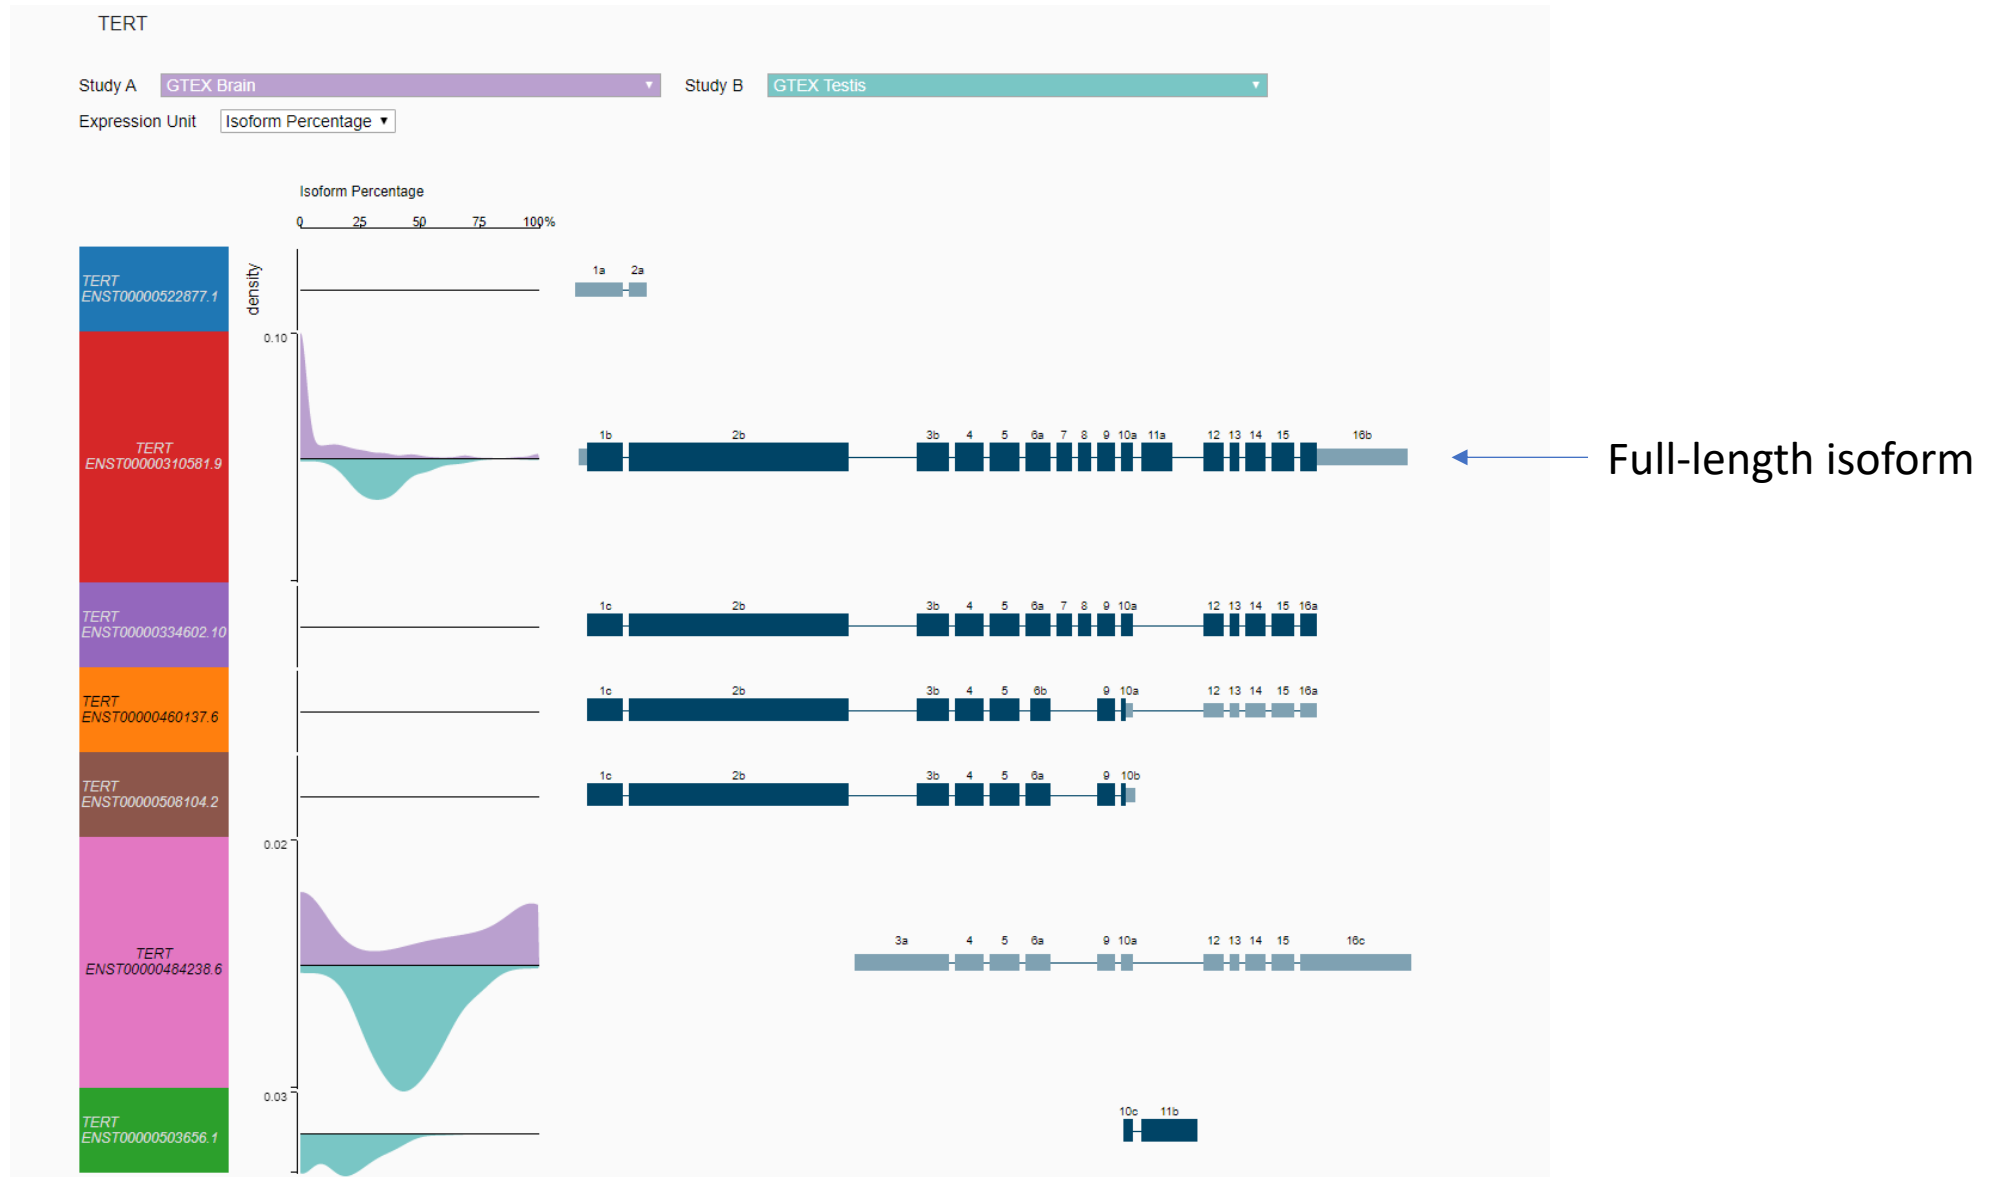 TERT
Study A GTEX Brain Study B GTEX Testis
Expression Unit Isoform Percentage
Isoform Percentage
0 25 50 75 100%
density
TERT
ENST00000522877.1
1a 2a
0.10
TERT
ENST00000310581.9
1b 2b 3b 4 5 6a 7 8 9 10a 11a 12 13 14 15 16b
Full-length isoform
TERT
ENST00000334602.10
1c 2b 3b 4 5 6a 7 8 9 10a 12 13 14 15 16a
TERT
ENST00000460137.6
1c 2b 3b 4 5 6b 9 10a 12 13 14 15 16a
TERT
ENST00000508104.2
1c 2b 3b 4 5 6a 9 10b
0.02
TERT
ENST00000484238.6
3a 4 5 6a 9 10a 12 13 14 15 16c
0.03
TERT
ENST00000503656.1
10c 11b